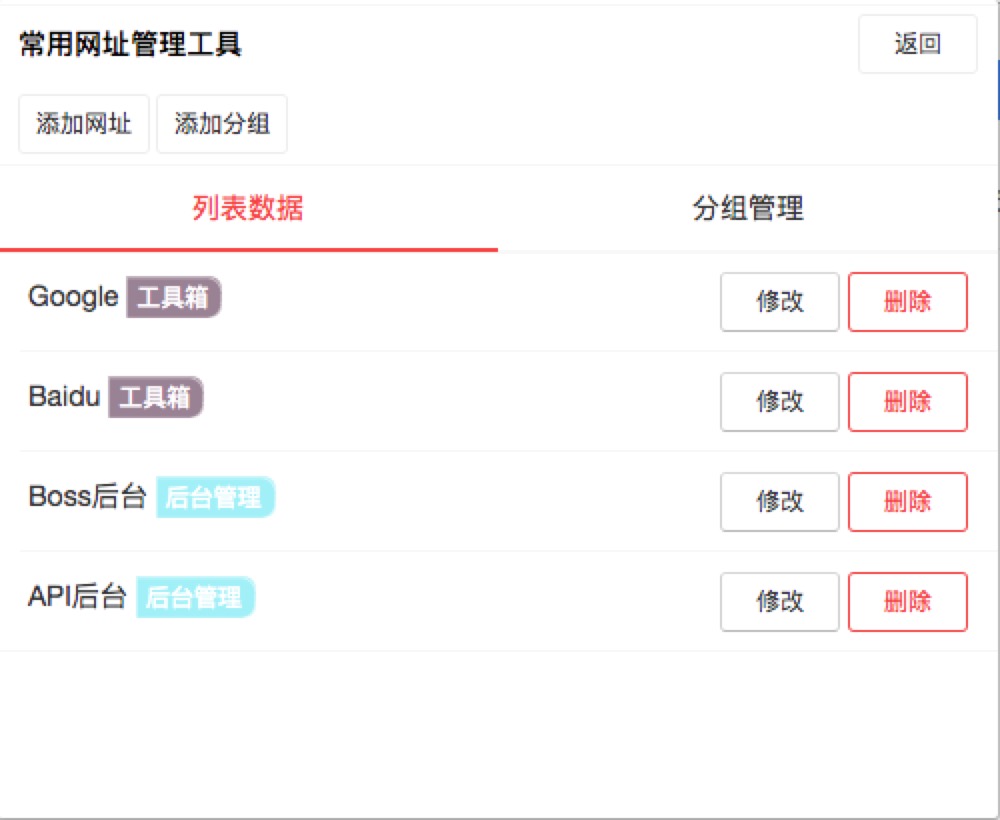 常用网址管理工具 返回
添加网址 添加分组
列表数据 分组管理
Google 工具箱 修改 删除
Baidu 工具箱 修改 删除
Boss后台 后台管理 修改 删除
API后台 后台管理 修改 删除